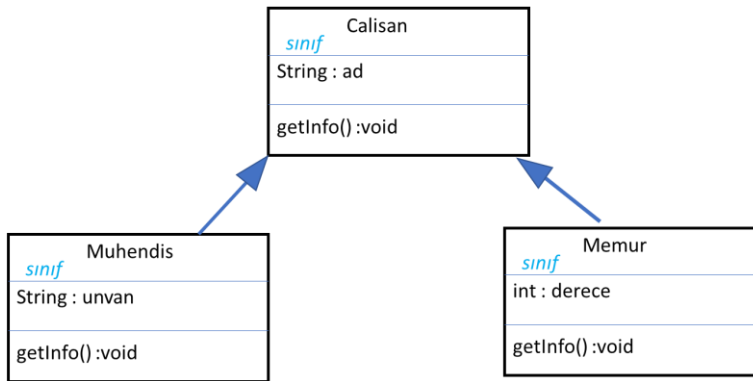 Calisan
sınıf
String : ad
getInfo() :void
Muhendis
sınıf
String : unvan
getInfo() :void
Memur
sınıf
int : derece
getInfo() :void